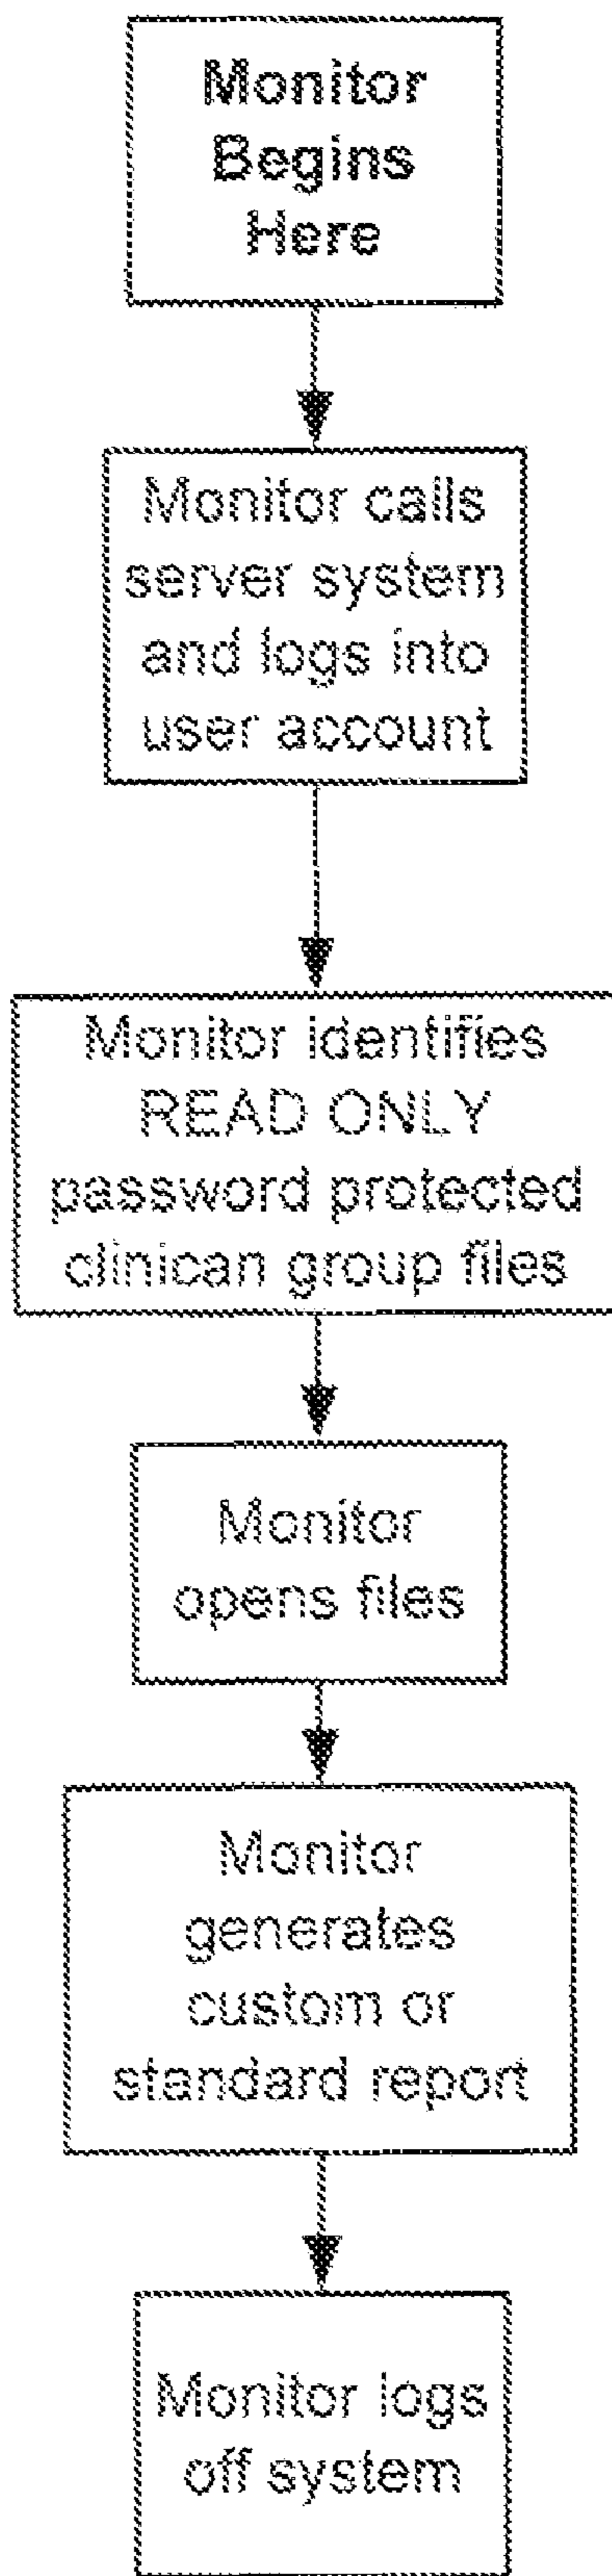 Monitor
Begins
Here
Monitor calls
server system
and logs into
user account
Monitor identifies
READ ONLY
password protected
clinican group files
Monitor
opens files
Monitor
generates
custom or
standard report
Monitor logs
off system